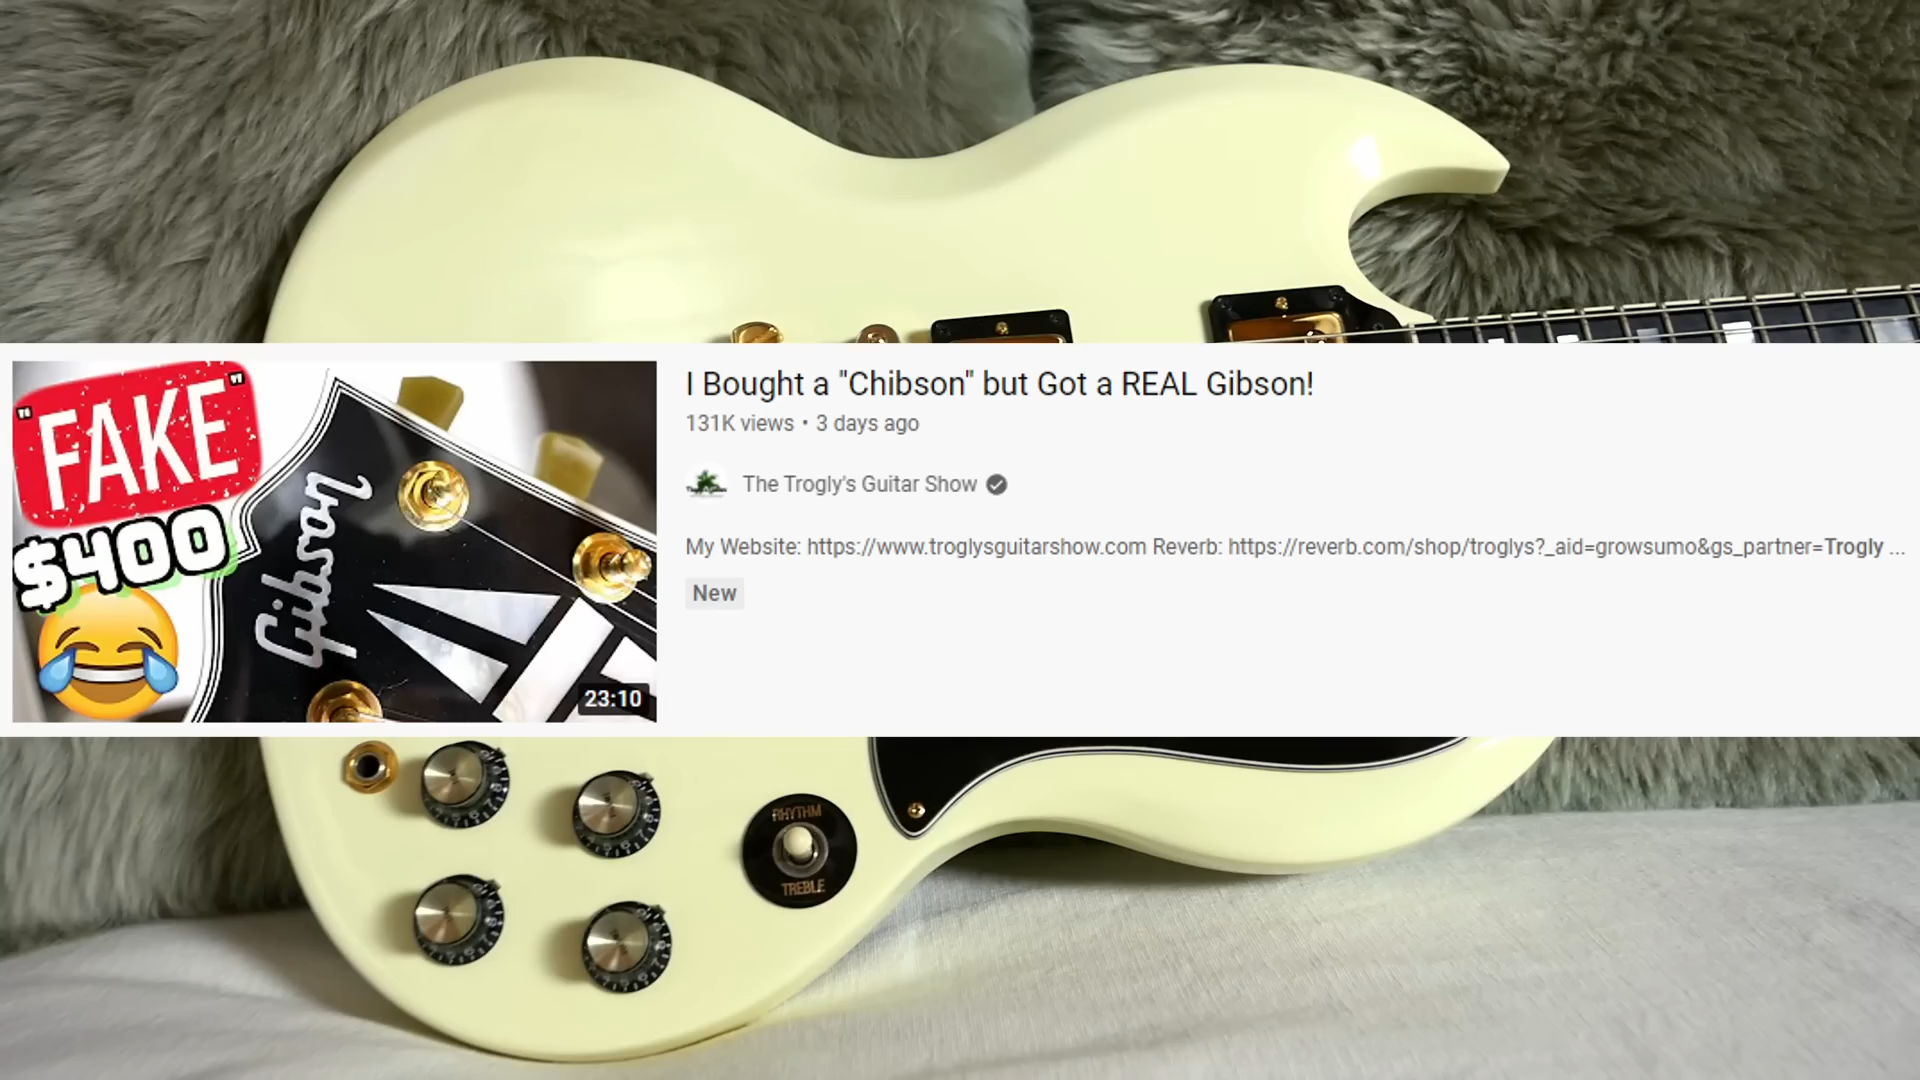 "FAKE"
$400
Gibson
23:10
I Bought a "Chibson" but Got a REAL Gibson!
131K views • 3 days ago
The Trogly's Guitar Show
My Website: https://www.troglysguitarshow.com Reverb: https://reverb.com/shop/troglys?_aid=growsumo&gs_partner=Trogly ...
New
RHYTHM
TREBLE